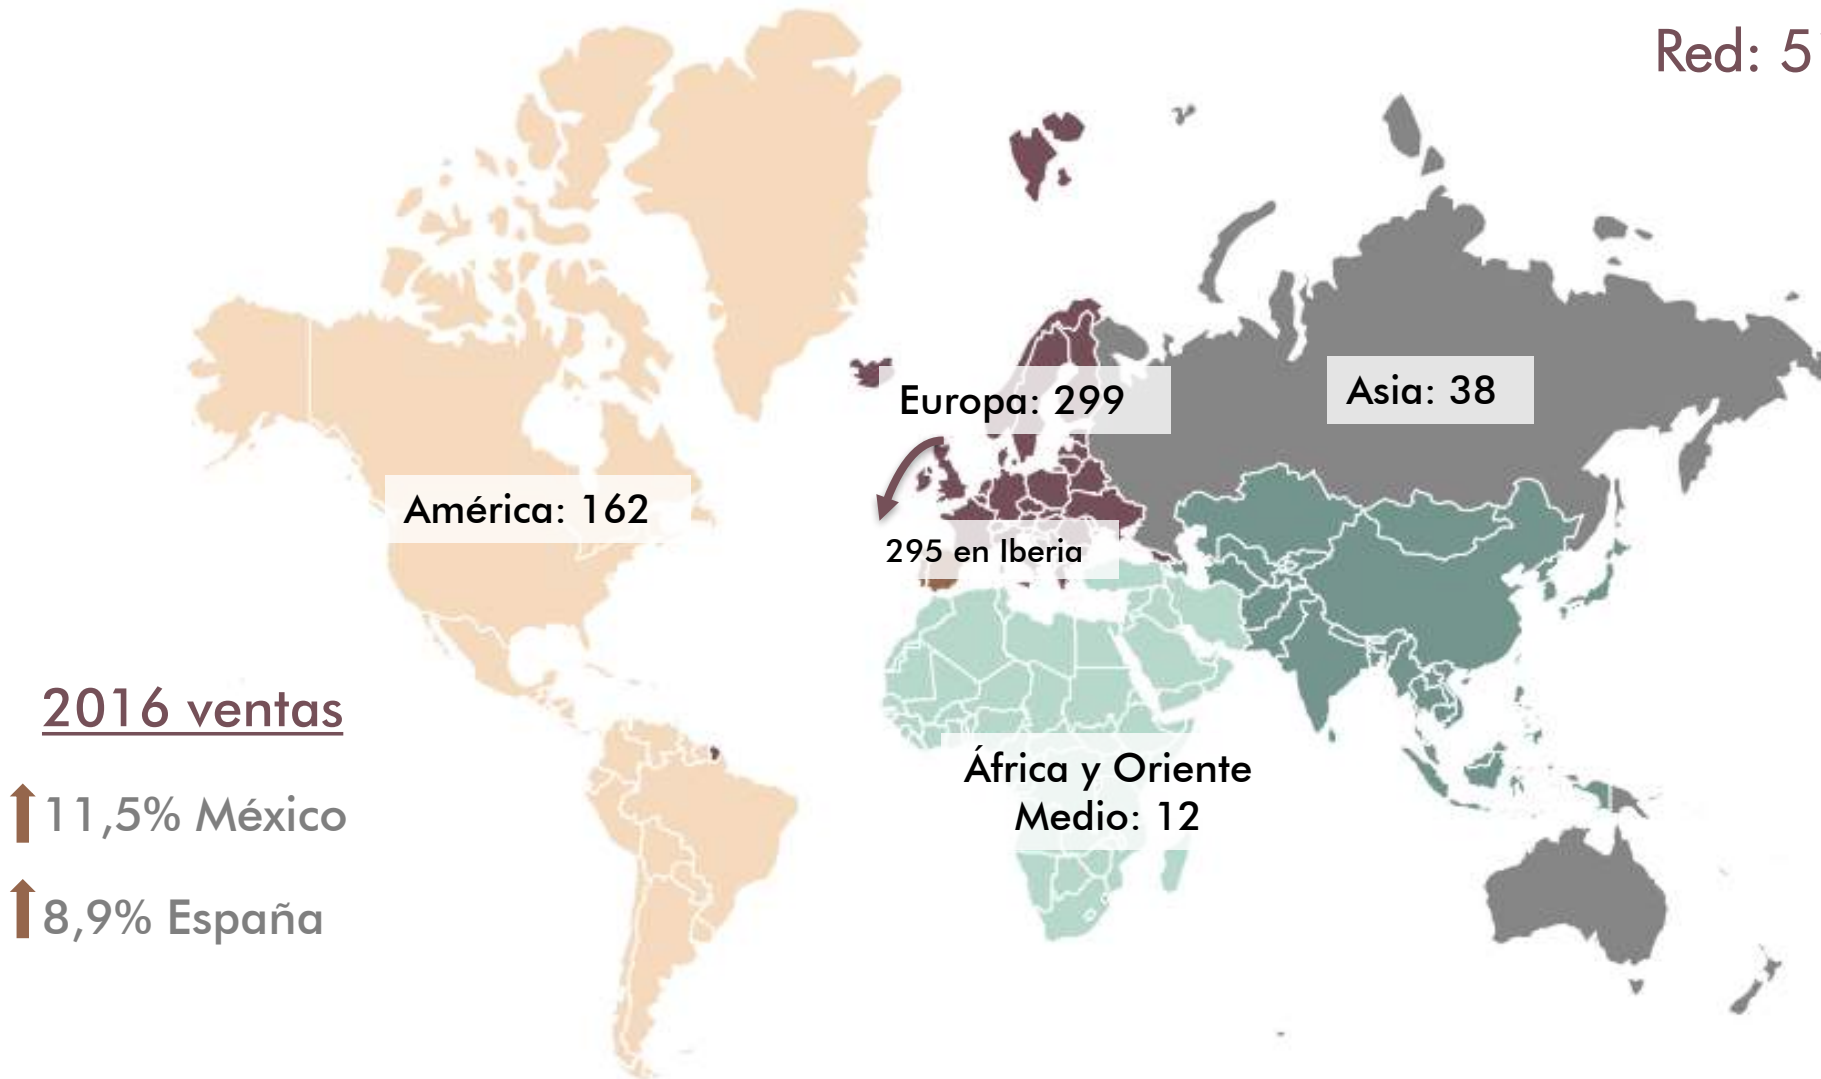 Red: 5
Europa: 299
Asia: 38
América: 162
295 en Iberia
2016 ventas
África y Oriente
Medio: 12
11,5% México
8,9% España